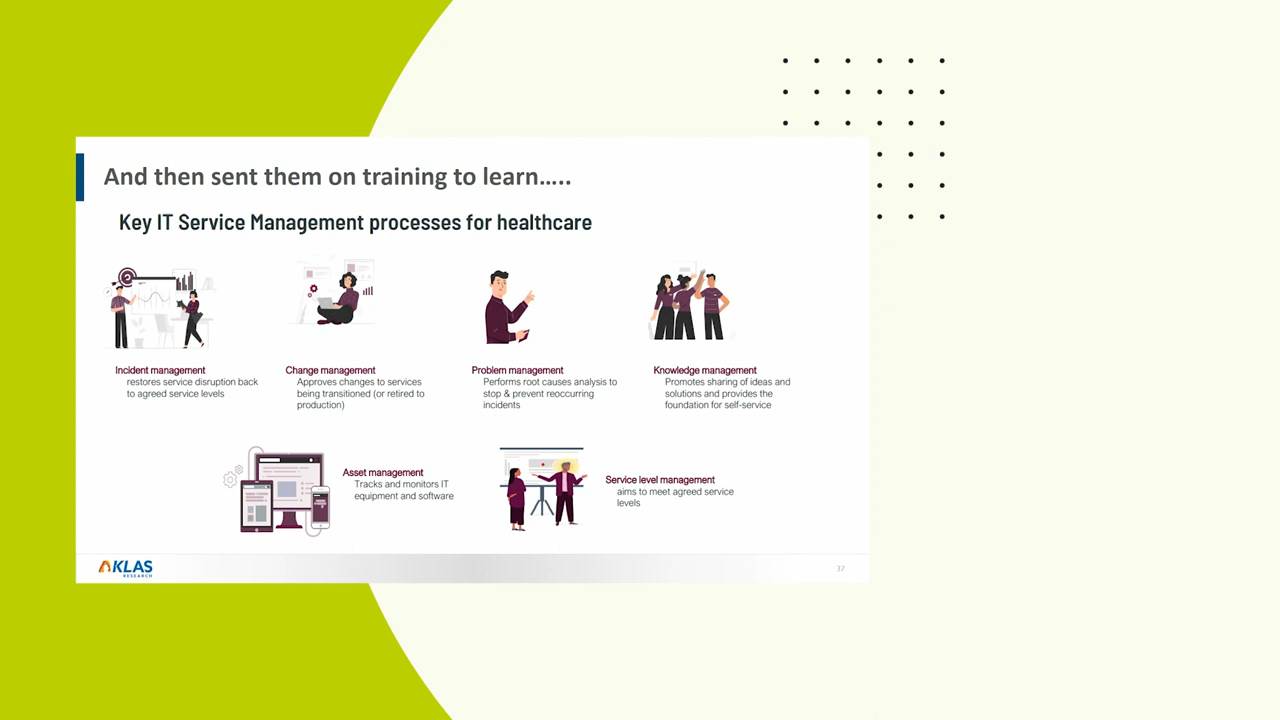 And then sent them on training to learn.....
Key IT Service Management processes for healthcare
Incident management
restores service disruption back
to agreed service levels
Change management
Approves changes to services
being transitioned (or retired to
production)
Problem management
Performs root causes analysis to
stop & prevent reoccurring
incidents
Knowledge management
Promotes sharing of ideas and
solutions and provides the
foundation for self-service
Asset management
Tracks and monitors IT
equipment and software
Service level management
aims to meet agreed service
levels
KLAS
RESEARCH
37